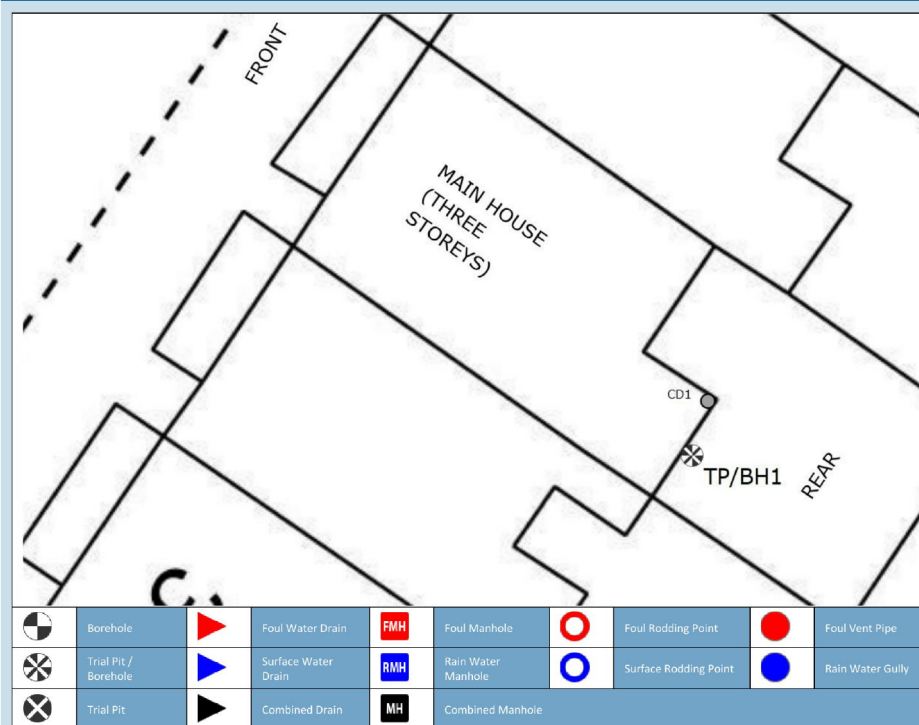 FRONT
MAIN HOUSE
(THREE
STOREYS)
CD1
TP/BH1
REAR
Borehole
Foul Water Drain
FMH
Foul Manhole
Foul Rodding Point
Foul Vent Pipe
Trial Pit /
Borehole
Surface Water
Drain
RMH
Rain Water
Manhole
Surface Rodding Point
Rain Water Gully
Trial Pit
Combined Drain
MH
Combined Manhole